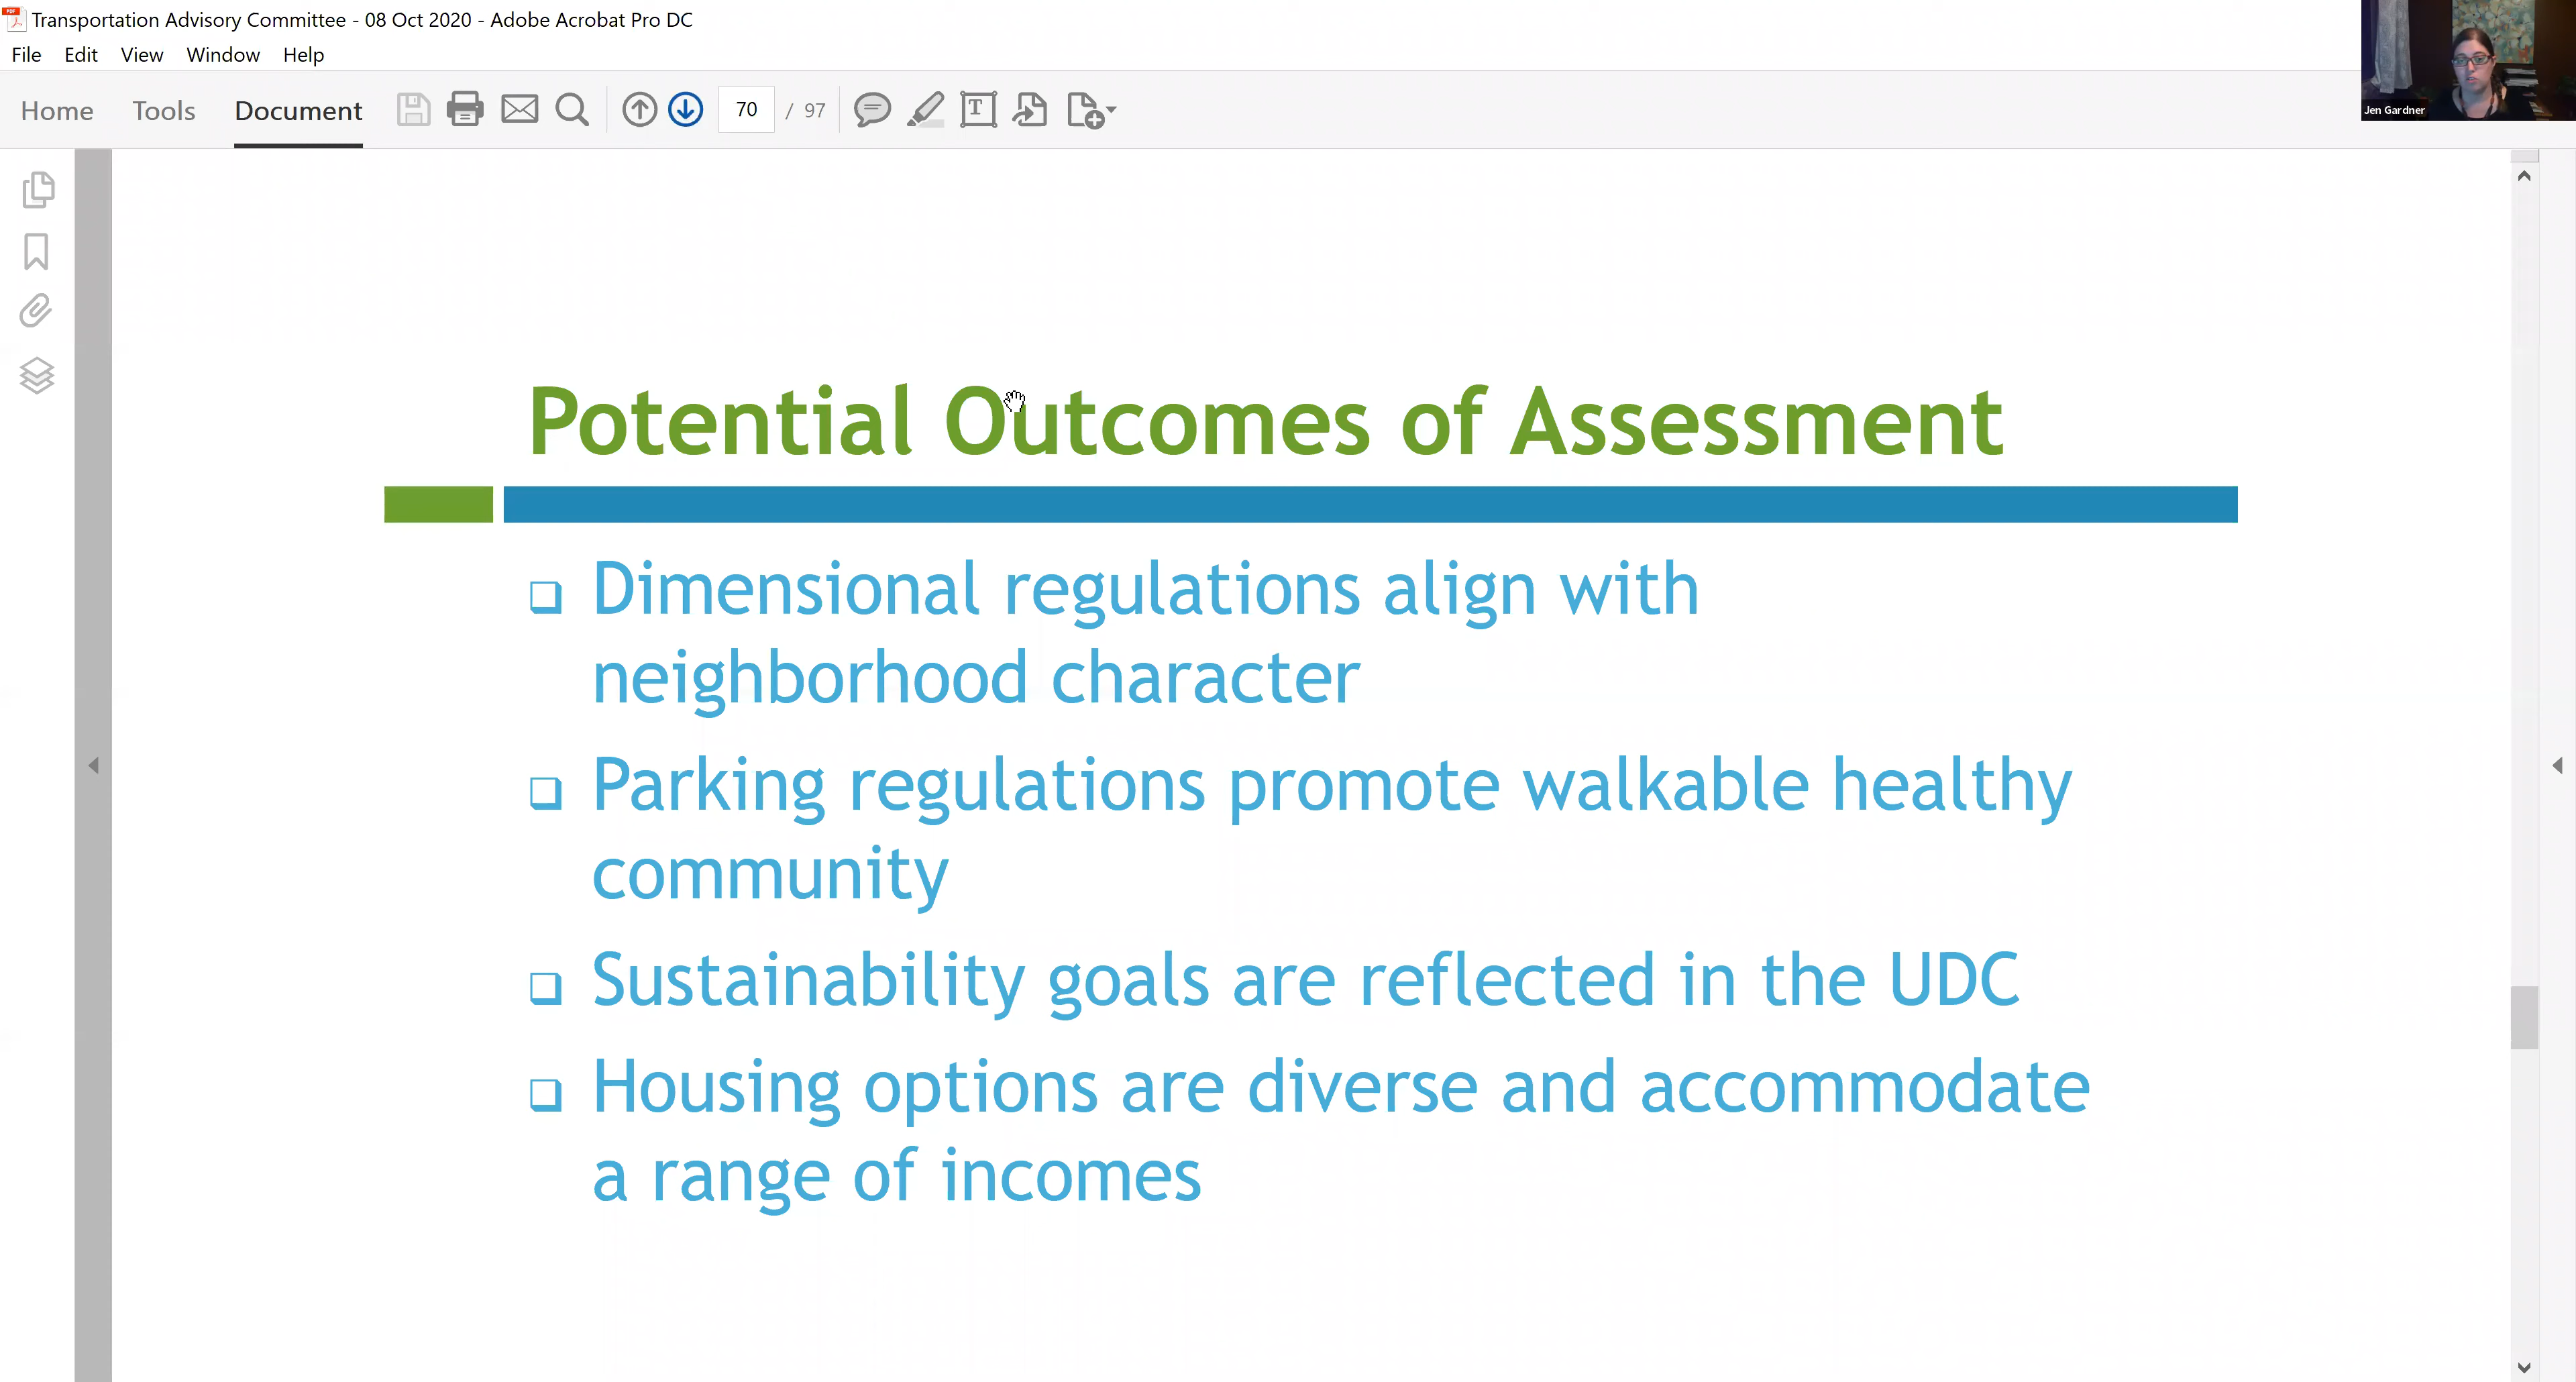 Transportation Advisory Committee - 08 Oct 2020 - Adobe Acrobat Pro DC
File Edit View Window Help
Jen Gardner
Home Tools Document 70 / 97
Potential Outcomes of Assessment
Dimensional regulations align with
neighborhood character
Parking regulations promote walkable healthy
community
Sustainability goals are reflected in the UDC
Housing options are diverse and accommodate
a range of incomes